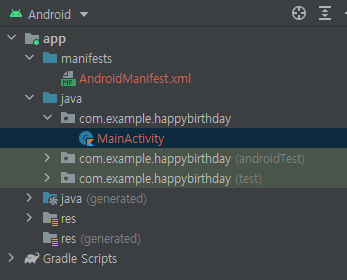 Android
app
manifests
AndroidManifest.xml
java
com.example.happybirthday
MainActivity
com.example.happybirthday (androidTest)
com.example.happybirthday (test)
java (generated)
res
res (generated)
Gradle Scripts